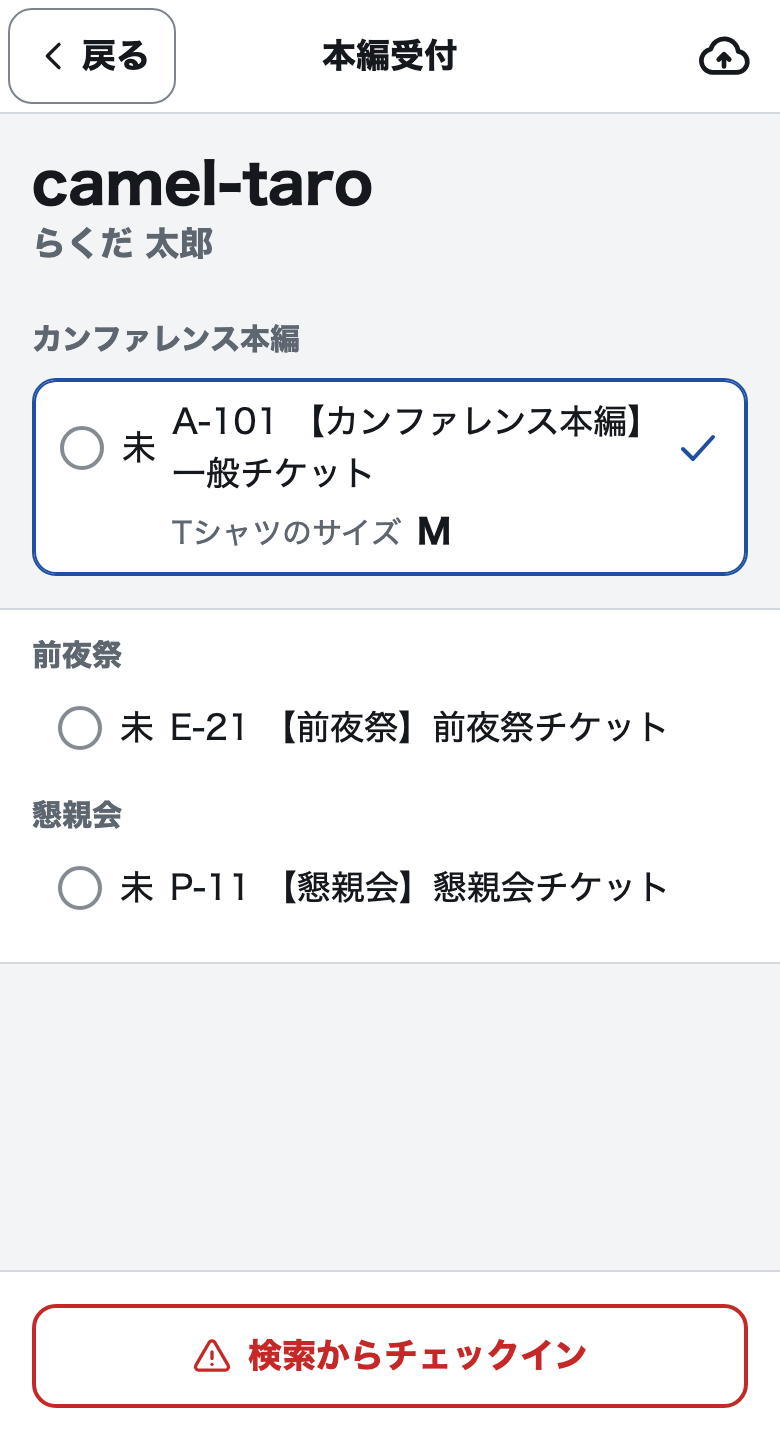 戻る
本編受付
camel-taro
らくだ 太郎
カンファレンス本編
未 A-101 【カンファレンス本編】
一般チケット
Tシャツのサイズ M
前夜祭
未 E-21 【前夜祭】前夜祭チケット
懇親会
未 P-11 【懇親会】懇親会チケット
検索からチェックイン